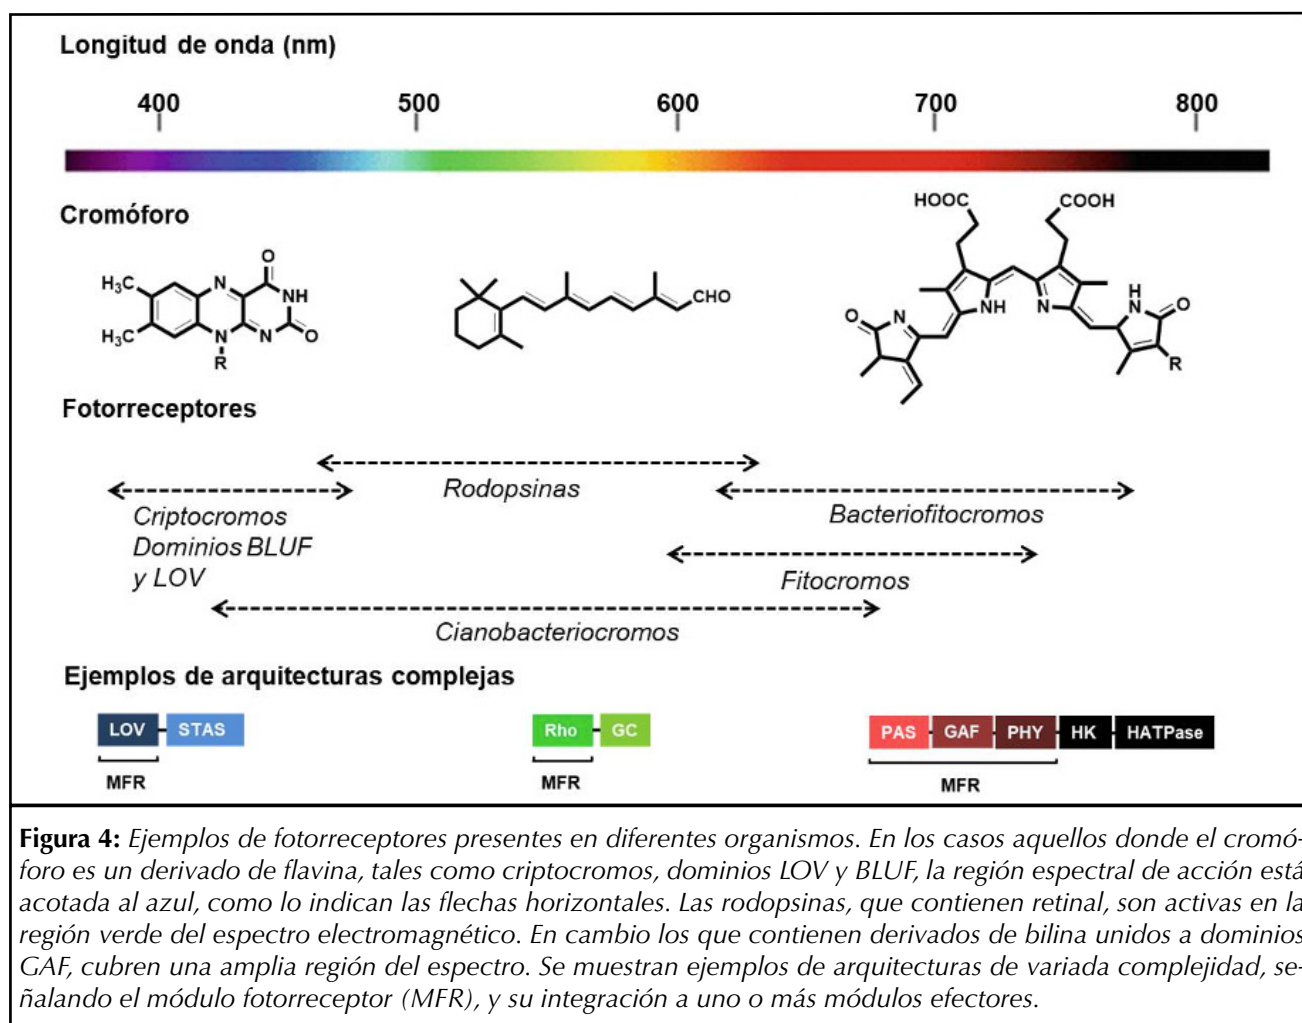 Longitud de onda (nm)
400 500 600 700 800
Cromóforo
HOOC COOH
H₃C N O NH
H₃C N N O
R
CHO
O N NH N H N O
R
Fotorreceptores
Rodopsinas
Criptocromos
Dominios BLUF
y LOV
Bacteriofitocromos
Fitocromos
Cianobacteriocromos
Ejemplos de arquitecturas complejas
LOV STAS Rho GC PAS GAF PHY HK HATPase
MFR MFR MFR
Figura 4: Ejemplos de fotorreceptores presentes en diferentes organismos. En los casos aquellos donde el cromó-
foro es un derivado de flavina, tales como criptocromos, dominios LOV y BLUF, la región espectral de acción está
acotada al azul, como lo indican las flechas horizontales. Las rodopsinas, que contienen retinal, son activas en la
región verde del espectro electromagnético. En cambio los que contienen derivados de bilina unidos a dominios
GAF, cubren una amplia región del espectro. Se muestran ejemplos de arquitecturas de variada complejidad, se-
ñalando el módulo fotorreceptor (MFR), y su integración a uno o más módulos efectores.